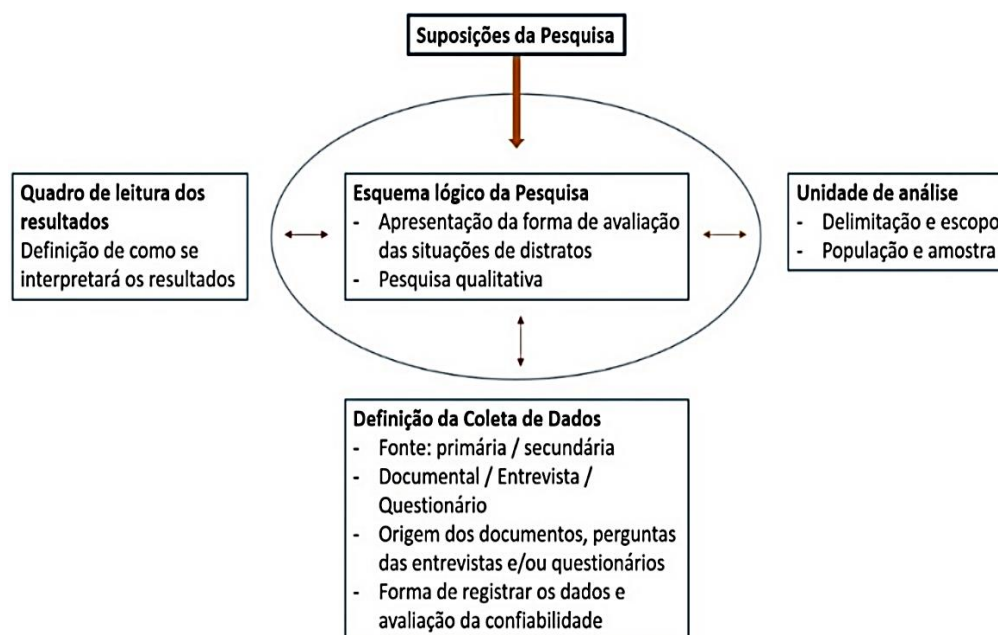 Suposições da Pesquisa
Quadro de leitura dos
resultados
Definição de como se
interpretará os resultados
Esquema lógico da Pesquisa
- Apresentação da forma de avaliação
das situações de distratos
- Pesquisa qualitativa
Unidade de análise
- Delimitação e escopo
- População e amostra
Definição da Coleta de Dados
- Fonte: primária / secundária
- Documental / Entrevista /
Questionário
- Origem dos documentos, perguntas
das entrevistas e/ou questionários
- Forma de registrar os dados e
avaliação da confiabilidade